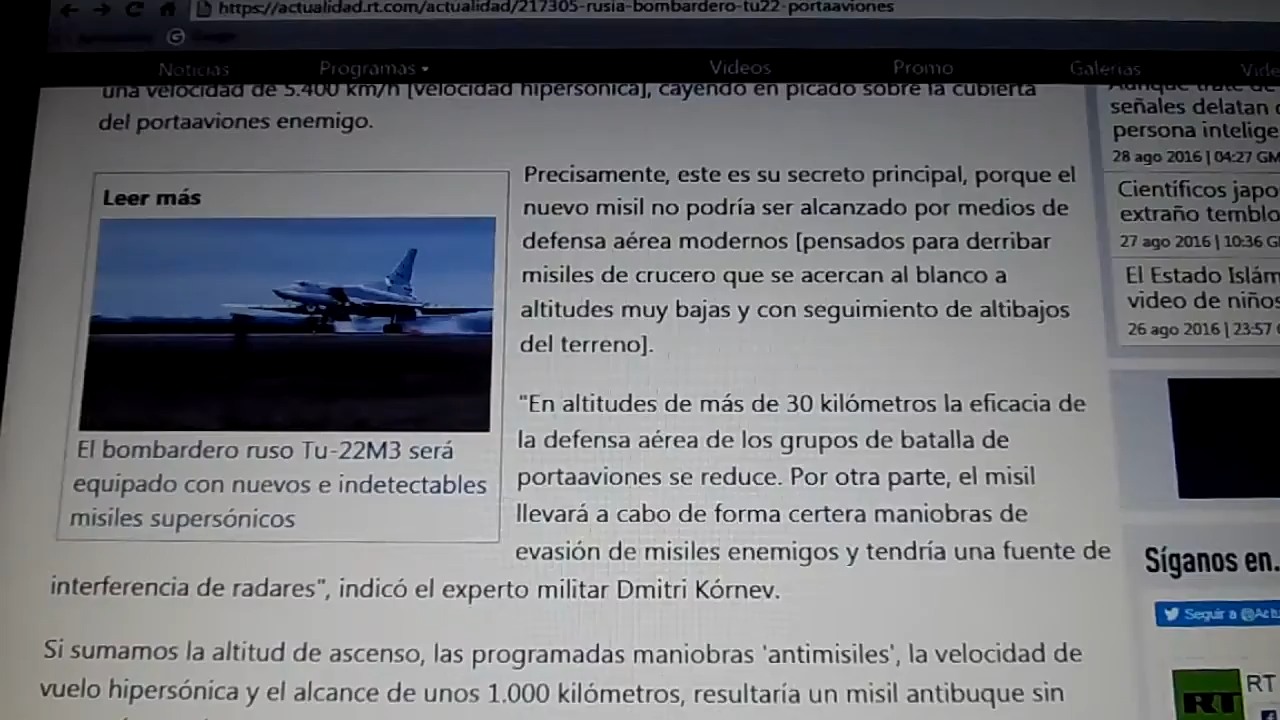 https://actualidad.rt.com/actualidad/217305-rusia-bombardero-tu22-portaaviones
Noticias
Programas
Videos
Promo
Galerías
una velocidad de 5.400 km/h [velocidad hipersónica], cayendo en picado sobre la cubierta
del portaaviones enemigo.
Leer más
El bombardero ruso Tu-22M3 será
equipado con nuevos e indetectables
misiles supersónicos
Precisamente, este es su secreto principal, porque el
nuevo misil no podría ser alcanzado por medios de
defensa aérea modernos [pensados para derribar
misiles de crucero que se acercan al blanco a
altitudes muy bajas y con seguimiento de altibajos
del terreno].
"En altitudes de más de 30 kilómetros la eficacia de
la defensa aérea de los grupos de batalla de
portaaviones se reduce. Por otra parte, el misil
llevará a cabo de forma certera maniobras de
evasión de misiles enemigos y tendría una fuente de
interferencia de radares", indicó el experto militar Dmitri Kórnev.
Si sumamos la altitud de ascenso, las programadas maniobras 'antimisiles', la velocidad de
vuelo hipersónica y el alcance de unos 1.000 kilómetros, resultaría un misil antibuque sin
señales delatan
persona intelige
28 ago 2016 | 04:27 GM
Científicos japo
extraño temblo
27 ago 2016 | 10:36 G
El Estado Islám
video de niños
26 ago 2016 | 23:57
Síganos en.
Seguir a @Act
RT
RT